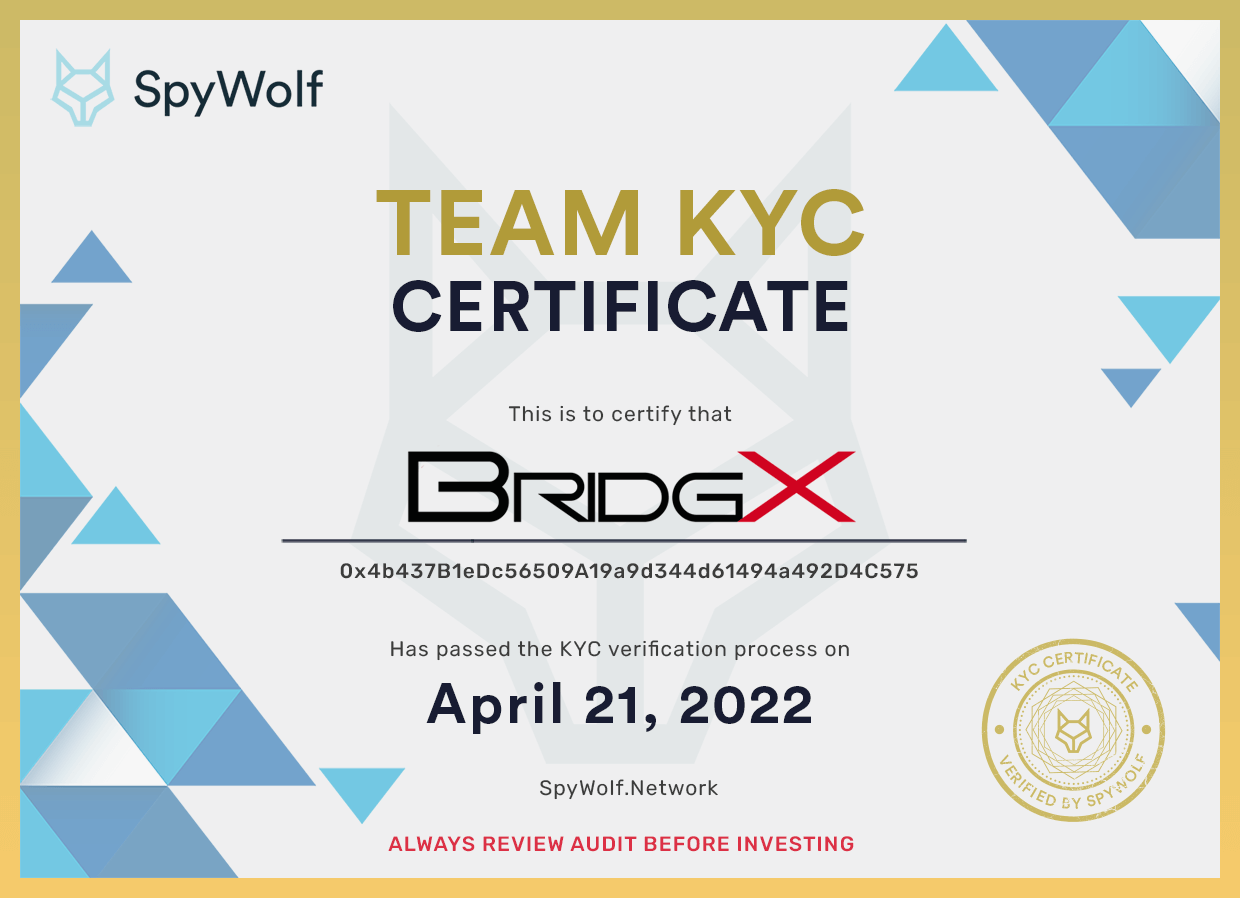 SpyWolf
TEAM KYC
CERTIFICATE
This is to certify that
BRIDGX
0x4b437B1eDc56509A19a9d344d61494a492D4C575
Has passed the KYC verification process on
April 21, 2022
KYC CERTIFICATE
VERIFIED BY SPYWOLF
SpyWolf.Network
ALWAYS REVIEW AUDIT BEFORE INVESTING